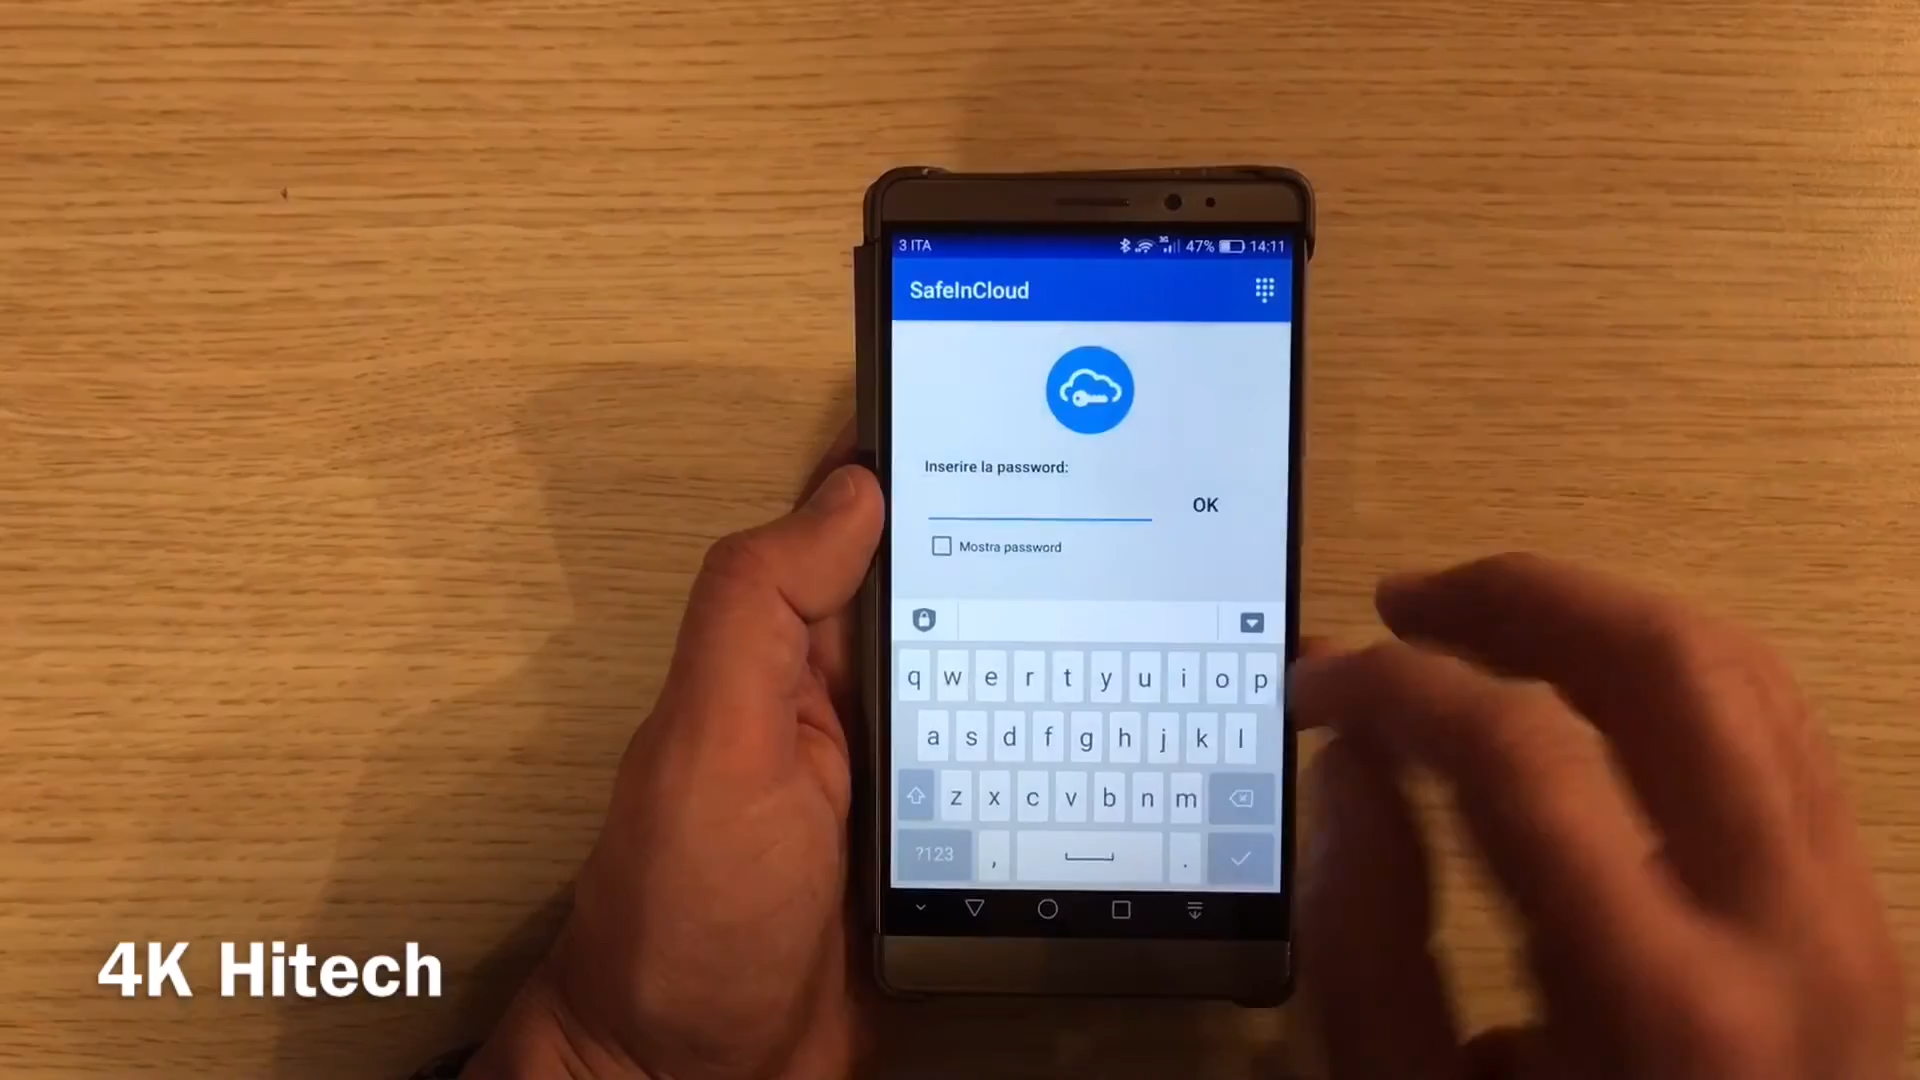 3 ITA 47% 14:11
SafeInCloud
Inserire la password:
OK
Mostra password
q w e r t y u i o p
a s d f g h j k l
z x c v b n m
?123 , .
4K Hitech